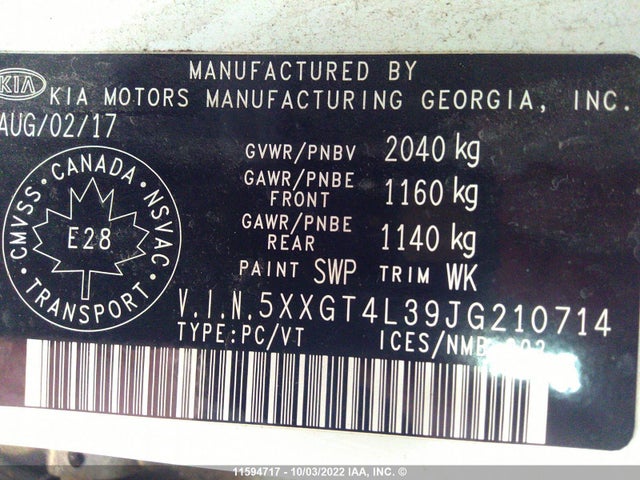 MANUFACTURED BY
KIA KIA MOTORS MANUFACTURING GEORGIA, INC.
AUG/02/17
GVWR/PNBV 2040 kg
GAWR/PNBE FRONT 1160 kg
GAWR/PNBE REAR 1140 kg
CANADA
CMVSS NSVAC
E28
TRANSPORT
PAINT SWP TRIM WK
V.I.N.5XXGT4L39JG210714
TYPE:PC/VT ICES/NMB
11594717 - 10/03/2022 IAA, INC. ©